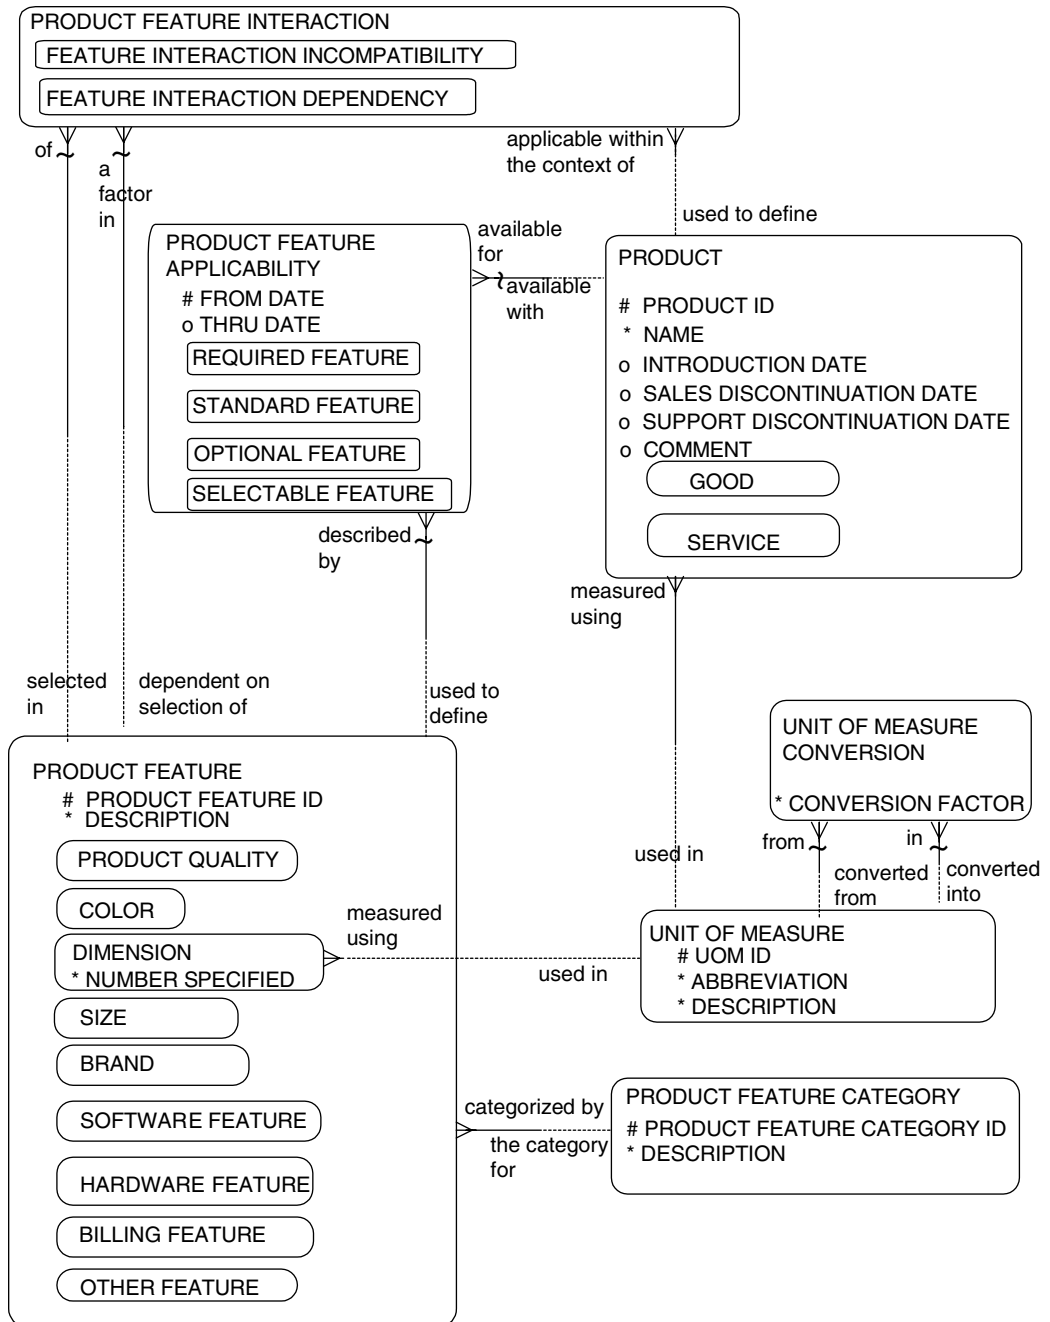 PRODUCT FEATURE INTERACTION
FEATURE INTERACTION INCOMPATIBILITY
FEATURE INTERACTION DEPENDENCY
of
a
factor
in
applicable within
the context of
used to define
PRODUCT FEATURE
APPLICABILITY
# FROM DATE
o THRU DATE
REQUIRED FEATURE
STANDARD FEATURE
OPTIONAL FEATURE
SELECTABLE FEATURE
available
for
available
with
PRODUCT
# PRODUCT ID
* NAME
o INTRODUCTION DATE
o SALES DISCONTINUATION DATE
o SUPPORT DISCONTINUATION DATE
o COMMENT
GOOD
SERVICE
described
by
measured
using
selected
in
dependent on
selection of
used to
define
UNIT OF MEASURE
CONVERSION
* CONVERSION FACTOR
PRODUCT FEATURE
# PRODUCT FEATURE ID
* DESCRIPTION
PRODUCT QUALITY
COLOR
DIMENSION
* NUMBER SPECIFIED
SIZE
BRAND
SOFTWARE FEATURE
HARDWARE FEATURE
BILLING FEATURE
OTHER FEATURE
used in
from
in
converted
from
converted
into
measured
using
used in
UNIT OF MEASURE
# UOM ID
* ABBREVIATION
* DESCRIPTION
categorized by
the category
for
PRODUCT FEATURE CATEGORY
# PRODUCT FEATURE CATEGORY ID
* DESCRIPTION